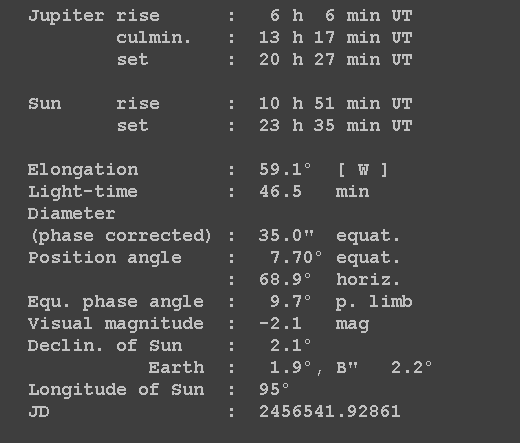 Jupiter rise : 6 h 6 min UT
culmin. : 13 h 17 min UT
set : 20 h 27 min UT
Sun rise : 10 h 51 min UT
set : 23 h 35 min UT
Elongation : 59.1° [ W ]
Light-time : 46.5 min
Diameter
(phase corrected) : 35.0" equat.
Position angle : 7.70° equat.
: 68.9° horiz.
Equ. phase angle : 9.7° p. limb
Visual magnitude : -2.1 mag
Declin. of Sun : 2.1°
Earth : 1.9°, B" 2.2°
Longitude of Sun : 95°
JD : 2456541.92861